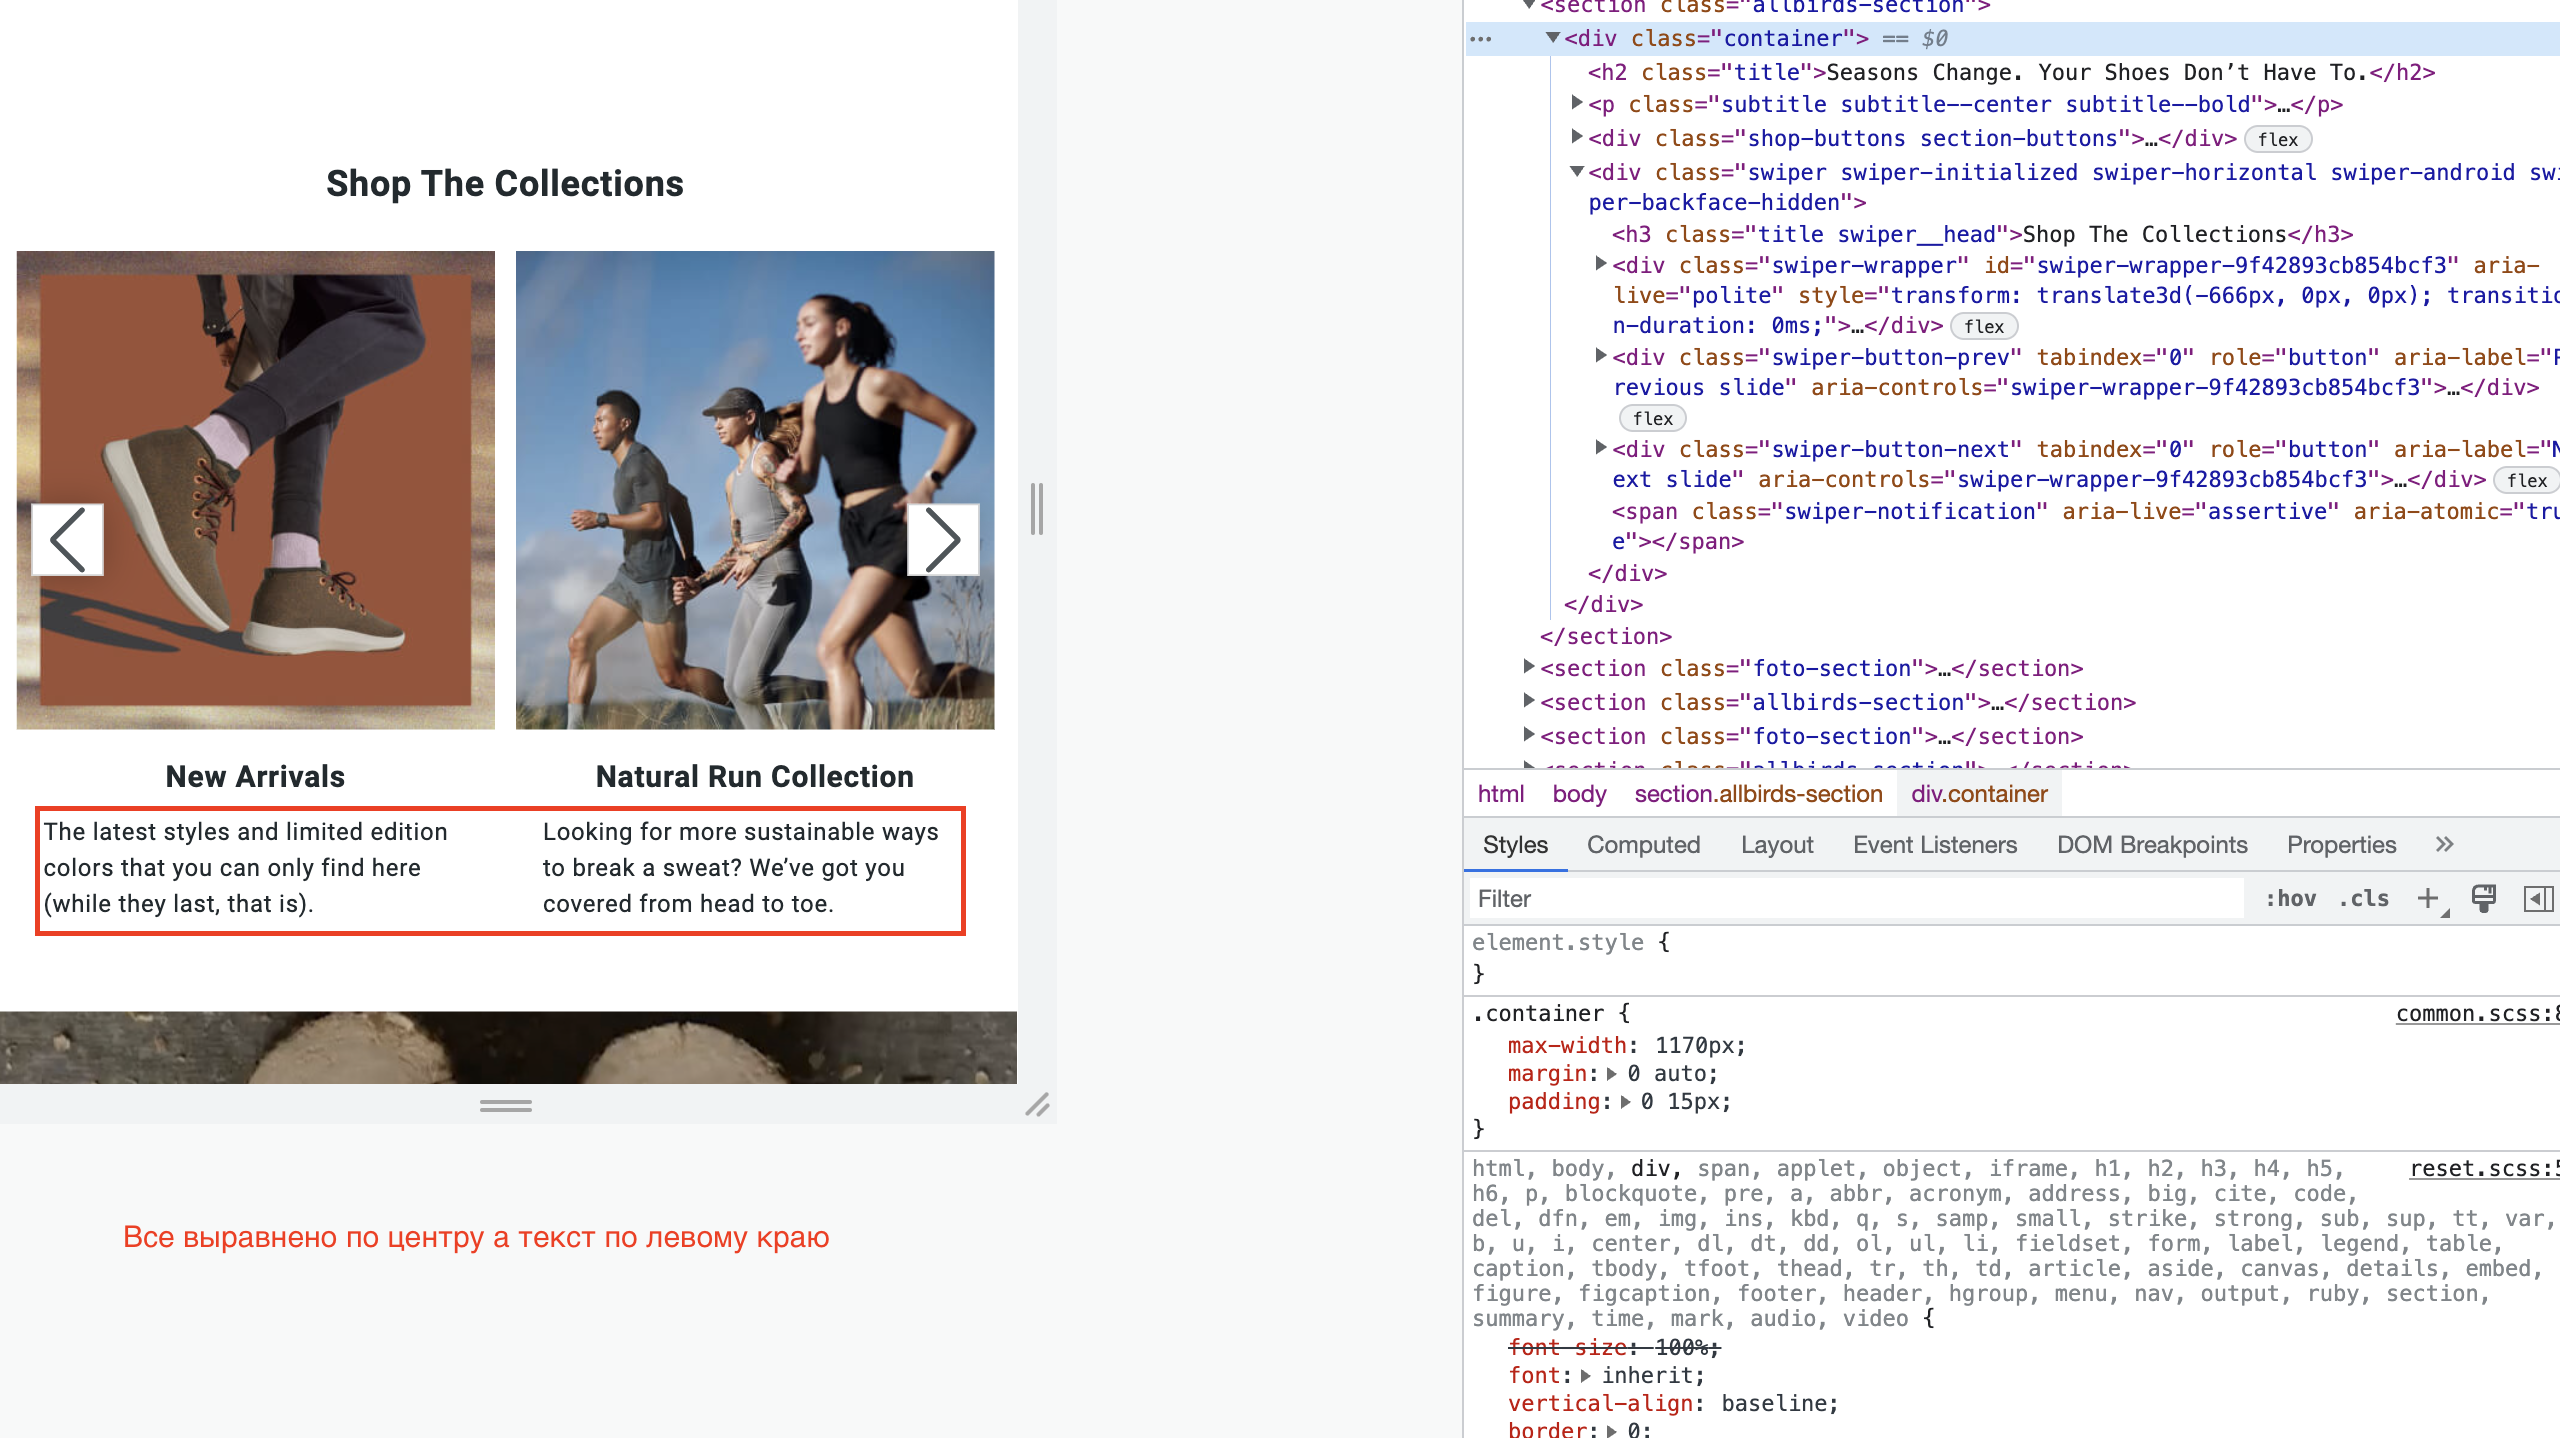 Shop The Collections
New Arrivals
Natural Run Collection
The latest styles and limited edition
colors that you can only find here
(while they last, that is).
Looking for more sustainable ways
to break a sweat? We’ve got you
covered from head to toe.
Все выравнено по центру а текст по левому краю
<section class="allbirds-section">
<div class="container"> == $0
<h2 class="title">Seasons Change. Your Shoes Don’t Have To.</h2>
<p class="subtitle subtitle--center subtitle--bold">…</p>
<div class="shop-buttons section-buttons">…</div> flex
<div class="swiper swiper-initialized swiper-horizontal swiper-android swi
per-backface-hidden">
<h3 class="title swiper__head">Shop The Collections</h3>
<div class="swiper-wrapper" id="swiper-wrapper-9f42893cb854bcf3" aria-
live="polite" style="transform: translate3d(-666px, 0px, 0px); transitio
n-duration: 0ms;">…</div> flex
<div class="swiper-button-prev" tabindex="0" role="button" aria-label="P
revious slide" aria-controls="swiper-wrapper-9f42893cb854bcf3">…</div>
flex
<div class="swiper-button-next" tabindex="0" role="button" aria-label="N
ext slide" aria-controls="swiper-wrapper-9f42893cb854bcf3">…</div> flex
<span class="swiper-notification" aria-live="assertive" aria-atomic="tru
e"></span>
</div>
</div>
</section>
<section class="foto-section">…</section>
<section class="allbirds-section">…</section>
<section class="foto-section">…</section>
<section class="allbirds-section">…</section>
html body section.allbirds-section div.container
Styles Computed Layout Event Listeners DOM Breakpoints Properties
Filter :hov .cls
element.style {
}
.container { common.scss:8
max-width: 1170px;
margin: 0 auto;
padding: 0 15px;
}
html, body, div, span, applet, object, iframe, h1, h2, h3, h4, h5, reset.scss:5
h6, p, blockquote, pre, a, abbr, acronym, address, big, cite, code,
del, dfn, em, img, ins, kbd, q, s, samp, small, strike, strong, sub, sup, tt, var,
b, u, i, center, dl, dt, dd, ol, ul, li, fieldset, form, label, legend, table,
caption, tbody, tfoot, thead, tr, th, td, article, aside, canvas, details, embed,
figure, figcaption, footer, header, hgroup, menu, nav, output, ruby, section,
summary, time, mark, audio, video {
font-size: 100%;
font: inherit;
vertical-align: baseline;
border: 0;